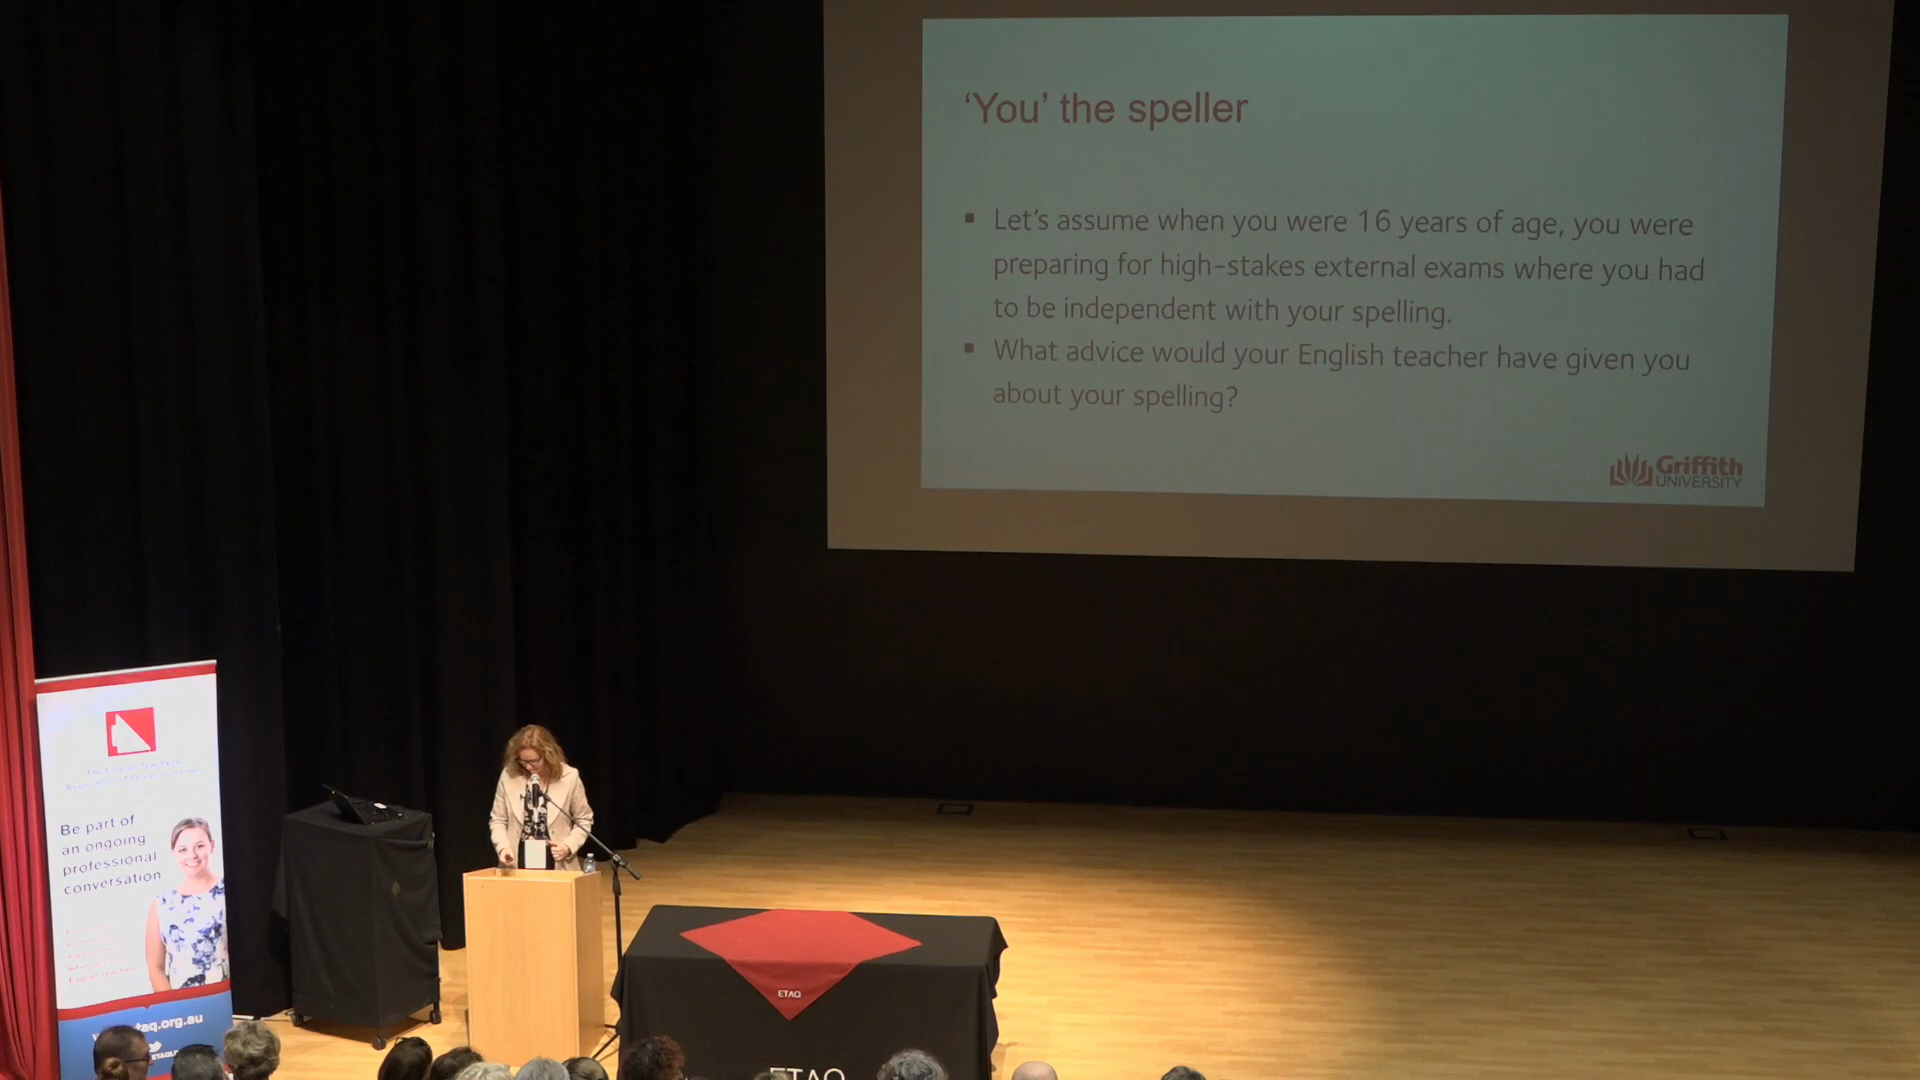 ‘You’ the speller
▪ Let’s assume when you were 16 years of age, you were
preparing for high-stakes external exams where you had
to be independent with your spelling.
▪ What advice would your English teacher have given you
about your spelling?
Griffith
UNIVERSITY
Be part of
an ongoing
professional
conversation
taq.org.au
ETAQ
ETAQ